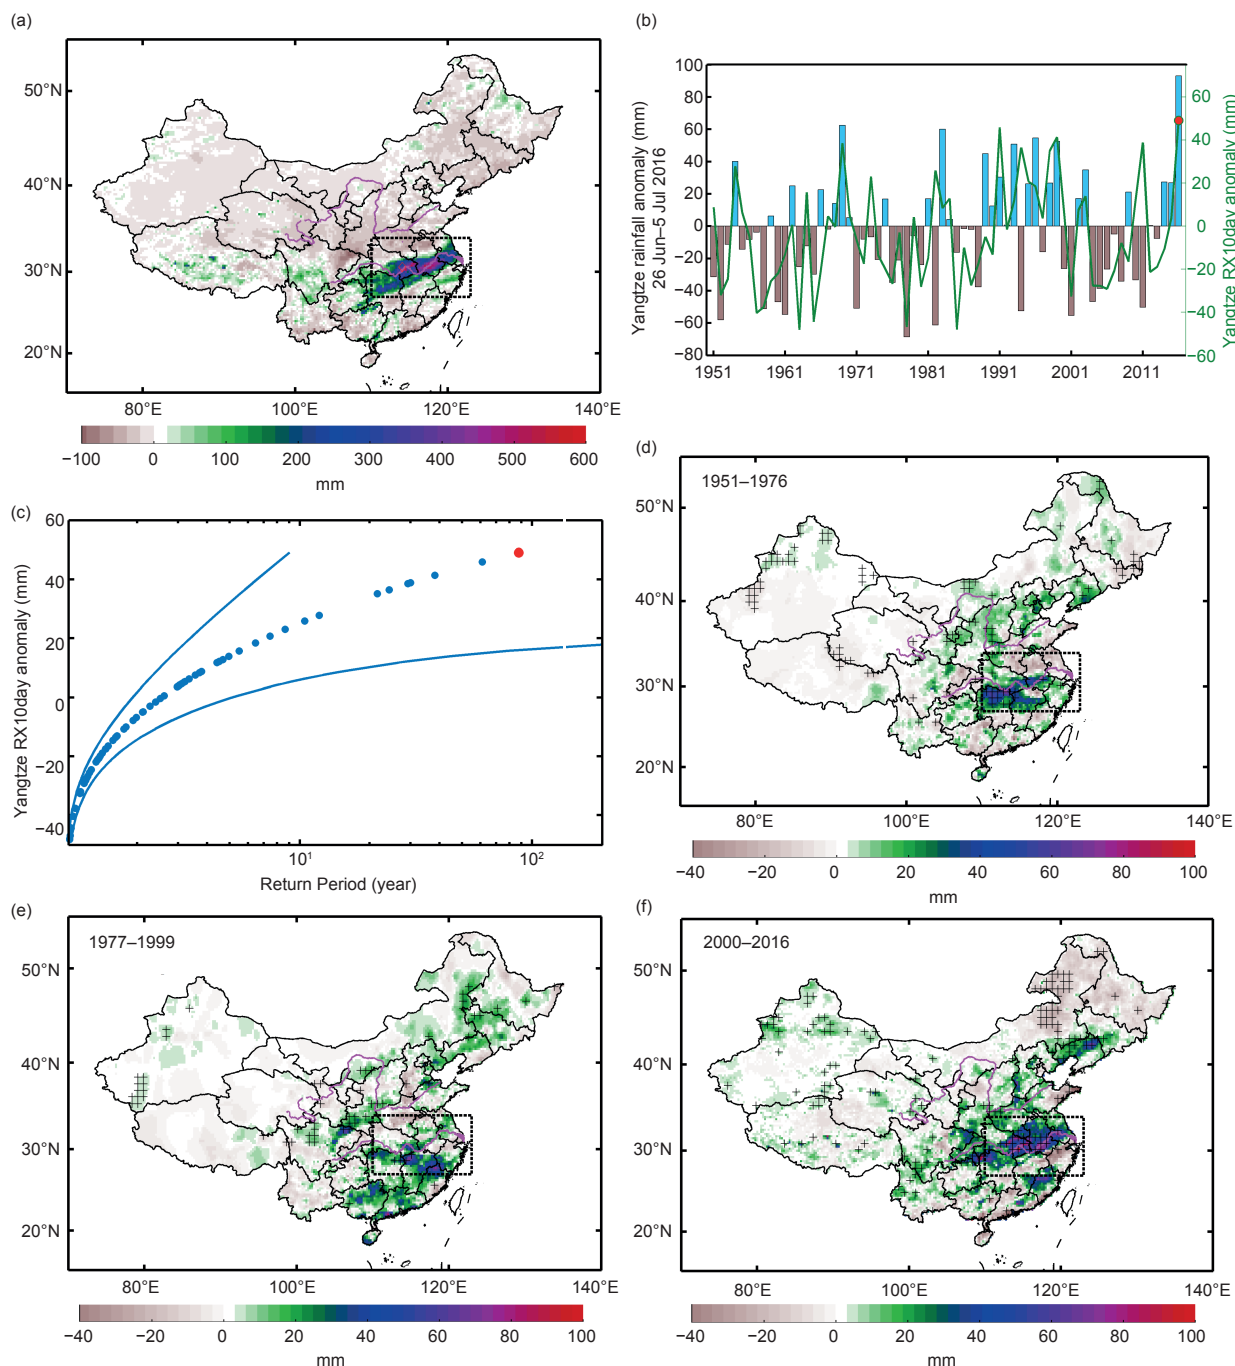 (a)
50°N
40°N
30°N
20°N
80°E 100°E 120°E 140°E
−100 0 100 200 300 400 500 600
mm
(b)
100
80
60
40
20
0
−20
−40
−60
−80
Yangtze rainfall anomaly (mm)
26 Jun–5 Jul 2016
60
40
20
0
−20
−40
−60
Yangtze RX10day anomaly (mm)
1951 1961 1971 1981 1991 2001 2011
(c)
60
40
20
0
−20
−40
Yangtze RX10day anomaly (mm)
10¹ 10²
Return Period (year)
(d)
1951–1976
50°N
40°N
30°N
20°N
80°E 100°E 120°E 140°E
−40 −20 0 20 40 60 80 100
mm
(e)
1977–1999
50°N
40°N
30°N
20°N
80°E 100°E 120°E 140°E
−40 −20 0 20 40 60 80 100
mm
(f)
2000–2016
50°N
40°N
30°N
20°N
80°E 100°E 120°E 140°E
−40 −20 0 20 40 60 80 100
mm